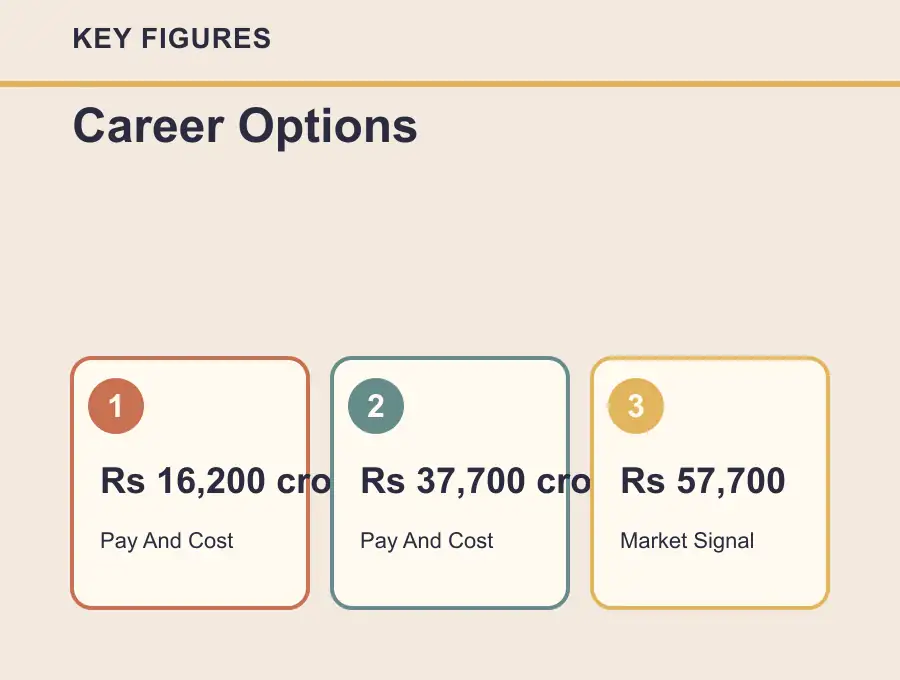 KEY FIGURES
Career Options
1
2
3
Rs 16,200 cro
Rs 37,700 cro
Rs 57,700
Pay And Cost
Pay And Cost
Market Signal